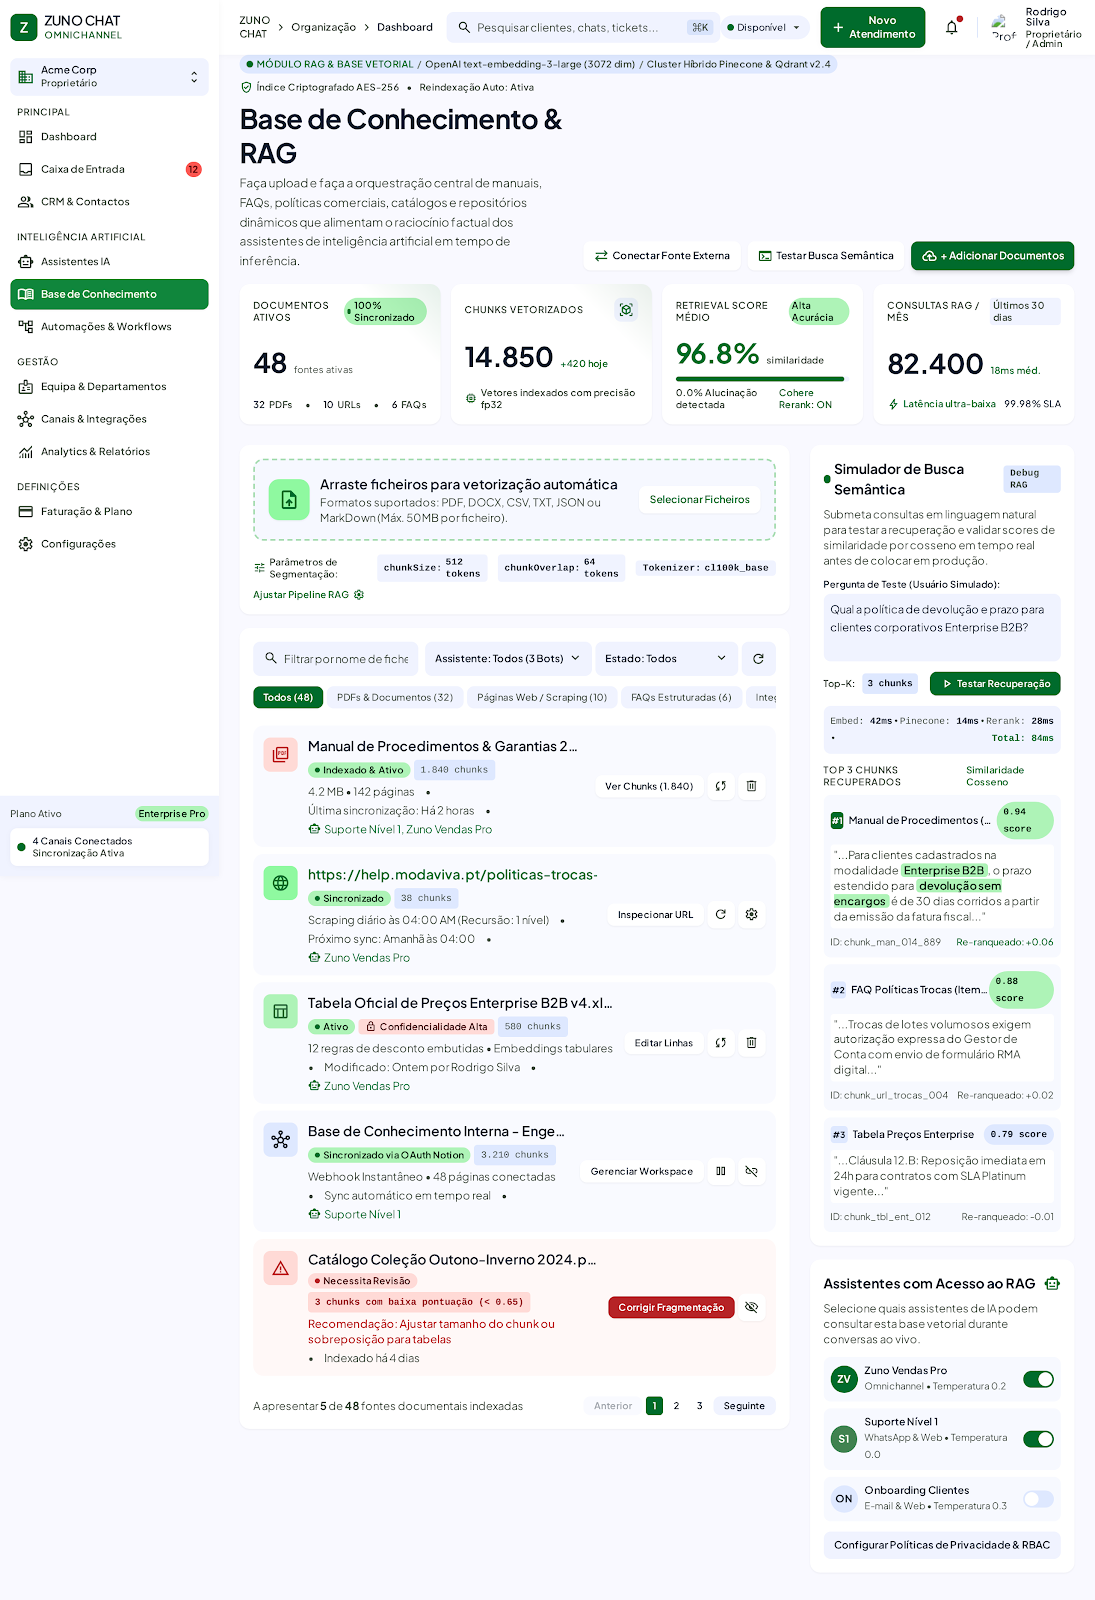 Z ZUNO CHAT
OMNICHANNEL
Acme Corp
Proprietário
PRINCIPAL
Dashboard
Caixa de Entrada 12
CRM & Contactos
INTELIGÊNCIA ARTIFICIAL
Assistentes IA
Base de Conhecimento
Automações & Workflows
GESTÃO
Equipa & Departamentos
Canais & Integrações
Analytics & Relatórios
DEFINIÇÕES
Faturação & Plano
Configurações
Plano Ativo Enterprise Pro
4 Canais Conectados
Sincronização Ativa
ZUNO CHAT > Organização > Dashboard
Pesquisar clientes, chats, tickets... ⌘K
Disponível
+ Novo Atendimento
Prof
Rodrigo Silva
Proprietário / Admin
MÓDULO RAG & BASE VETORIAL / OpenAI text-embedding-3-large (3072 dim) / Cluster Híbrido Pinecone & Qdrant v2.4
Índice Criptografado AES-256 • Reindexação Auto: Ativa
Base de Conhecimento &
RAG
Faça upload e faça a orquestração central de manuais,
FAQs, políticas comerciais, catálogos e repositórios
dinâmicos que alimentam o raciocínio factual dos
assistentes de inteligência artificial em tempo de
inferência.
Conectar Fonte Externa
Testar Busca Semântica
+ Adicionar Documentos
DOCUMENTOS ATIVOS
100% Sincronizado
48 fontes ativas
32 PDFs • 10 URLs • 6 FAQs
CHUNKS VETORIZADOS
14.850 +420 hoje
Vetores indexados com precisão
fp32
RETRIEVAL SCORE MÉDIO
Alta Acurácia
96.8% similaridade
0.0% Alucinação detectada
Cohere Rerank: ON
CONSULTAS RAG / MÊS
Últimos 30 dias
82.400 18ms méd.
Latência ultra-baixa 99.98% SLA
Arraste ficheiros para vetorização automática
Formatos suportados: PDF, DOCX, CSV, TXT, JSON ou
MarkDown (Máx. 50MB por ficheiro).
Selecionar Ficheiros
Parâmetros de Segmentação:
chunkSize: 512 tokens
chunkOverlap: 64 tokens
Tokenizer: cl100k_base
Ajustar Pipeline RAG
Filtrar por nome de fiche
Assistente: Todos (3 Bots)
Estado: Todos
Todos (48)
PDFs & Documentos (32)
Páginas Web / Scraping (10)
FAQs Estruturadas (6)
Integ
PDF
Manual de Procedimentos & Garantias 2...
Indexado & Ativo 1.840 chunks
4.2 MB • 142 páginas •
Última sincronização: Há 2 horas •
Suporte Nível 1, Zuno Vendas Pro
Ver Chunks (1.840)
https://help.modaviva.pt/politicas-trocas-
Sincronizado 38 chunks
Scraping diário às 04:00 AM (Recursão: 1 nível) •
Próximo sync: Amanhã às 04:00 •
Zuno Vendas Pro
Inspecionar URL
Tabela Oficial de Preços Enterprise B2B v4.xl...
Ativo Confidencialidade Alta 580 chunks
12 regras de desconto embutidas • Embeddings tabulares
• Modificado: Ontem por Rodrigo Silva •
Zuno Vendas Pro
Editar Linhas
Base de Conhecimento Interna - Enge...
Sincronizado via OAuth Notion 3.210 chunks
Webhook Instantâneo • 48 páginas conectadas
• Sync automático em tempo real •
Suporte Nível 1
Gerenciar Workspace
Catálogo Coleção Outono-Inverno 2024.p...
Necessita Revisão
3 chunks com baixa pontuação (< 0.65)
Recomendação: Ajustar tamanho do chunk ou
sobreposição para tabelas
• Indexado há 4 dias
Corrigir Fragmentação
A apresentar 5 de 48 fontes documentais indexadas
Anterior 1 2 3 Seguinte
Simulador de Busca
Semântica
Debug RAG
Submeta consultas em linguagem natural
para testar a recuperação e validar scores de
similaridade por cosseno em tempo real
antes de colocar em produção.
Pergunta de Teste (Usuário Simulado):
Qual a política de devolução e prazo para
clientes corporativos Enterprise B2B?
Top-K: 3 chunks
Testar Recuperação
Embed: 42ms • Pinecone: 14ms • Rerank: 28ms
• Total: 84ms
TOP 3 CHUNKS RECUPERADOS
Similaridade Cosseno
#1 Manual de Procedimentos (... 0.94 score
"...Para clientes cadastrados na
modalidade Enterprise B2B, o prazo
estendido para devolução sem
encargos é de 30 dias corridos a partir
da emissão da fatura fiscal..."
ID: chunk_man_014_889 Re-ranqueado: +0.06
#2 FAQ Políticas Trocas (Item... 0.88 score
"...Trocas de lotes volumosos exigem
autorização expressa do Gestor de
Conta com envio de formulário RMA
digital..."
ID: chunk_url_trocas_004 Re-ranqueado: +0.02
#3 Tabela Preços Enterprise 0.79 score
"...Cláusula 12.B: Reposição imediata em
24h para contratos com SLA Platinum
vigente..."
ID: chunk_tbl_ent_012 Re-ranqueado: -0.01
Assistentes com Acesso ao RAG
Selecione quais assistentes de IA podem
consultar esta base vetorial durante
conversas ao vivo.
ZV Zuno Vendas Pro
Omnichannel • Temperatura 0.2
S1 Suporte Nível 1
WhatsApp & Web • Temperatura
0.0
ON Onboarding Clientes
E-mail & Web • Temperatura 0.3
Configurar Políticas de Privacidade & RBAC